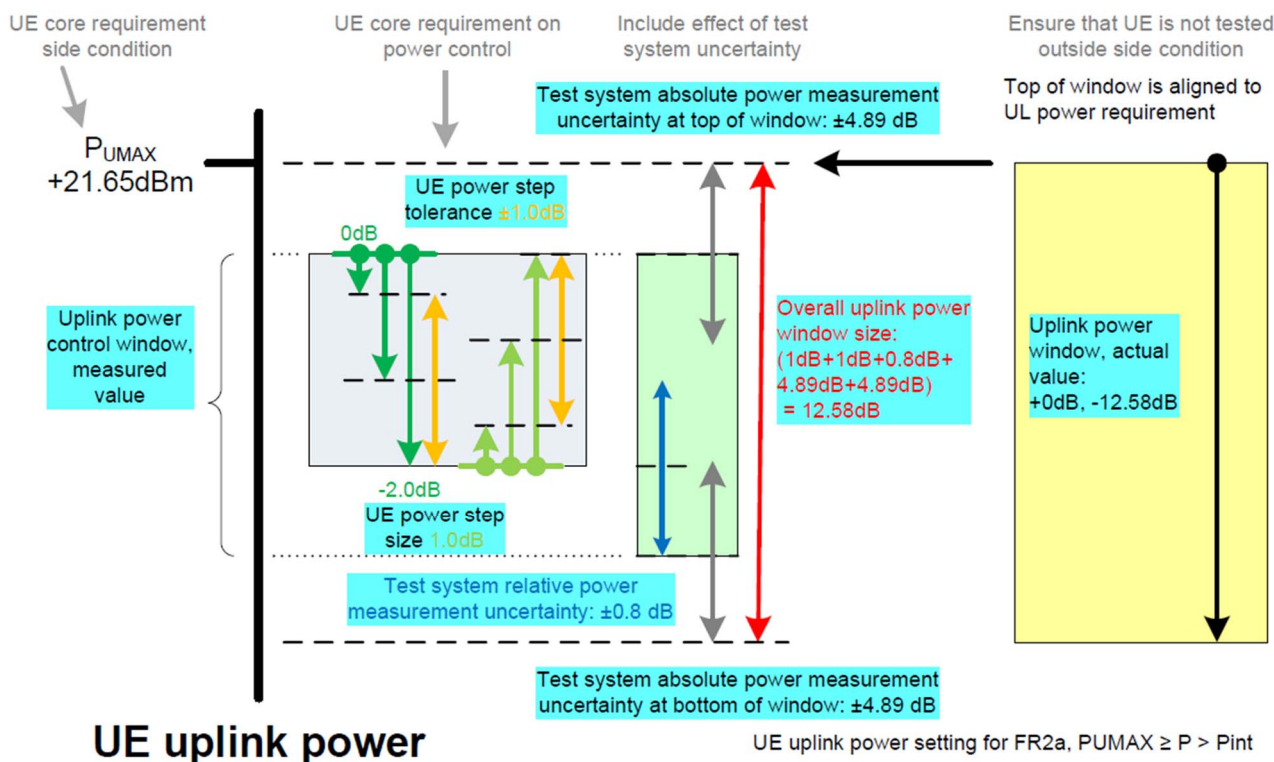 UE core requirement
side condition
UE core requirement on
power control
Include effect of test
system uncertainty
Ensure that UE is not tested
outside side condition
Top of window is aligned to
UL power requirement
Test system absolute power measurement
uncertainty at top of window: ±4.89 dB
PUMAX
+21.65dBm
UE power step
tolerance ±1.0dB
0dB
Uplink power
control window,
measured
value
Overall uplink power
window size:
(1dB+1dB+0.8dB+
4.89dB+4.89dB)
= 12.58dB
Uplink power
window, actual
value:
+0dB, -12.58dB
-2.0dB
UE power step
size 1.0dB
Test system relative power
measurement uncertainty: ±0.8 dB
Test system absolute power measurement
uncertainty at bottom of window: ±4.89 dB
UE uplink power
UE uplink power setting for FR2a, PUMAX ≥ P > Pint